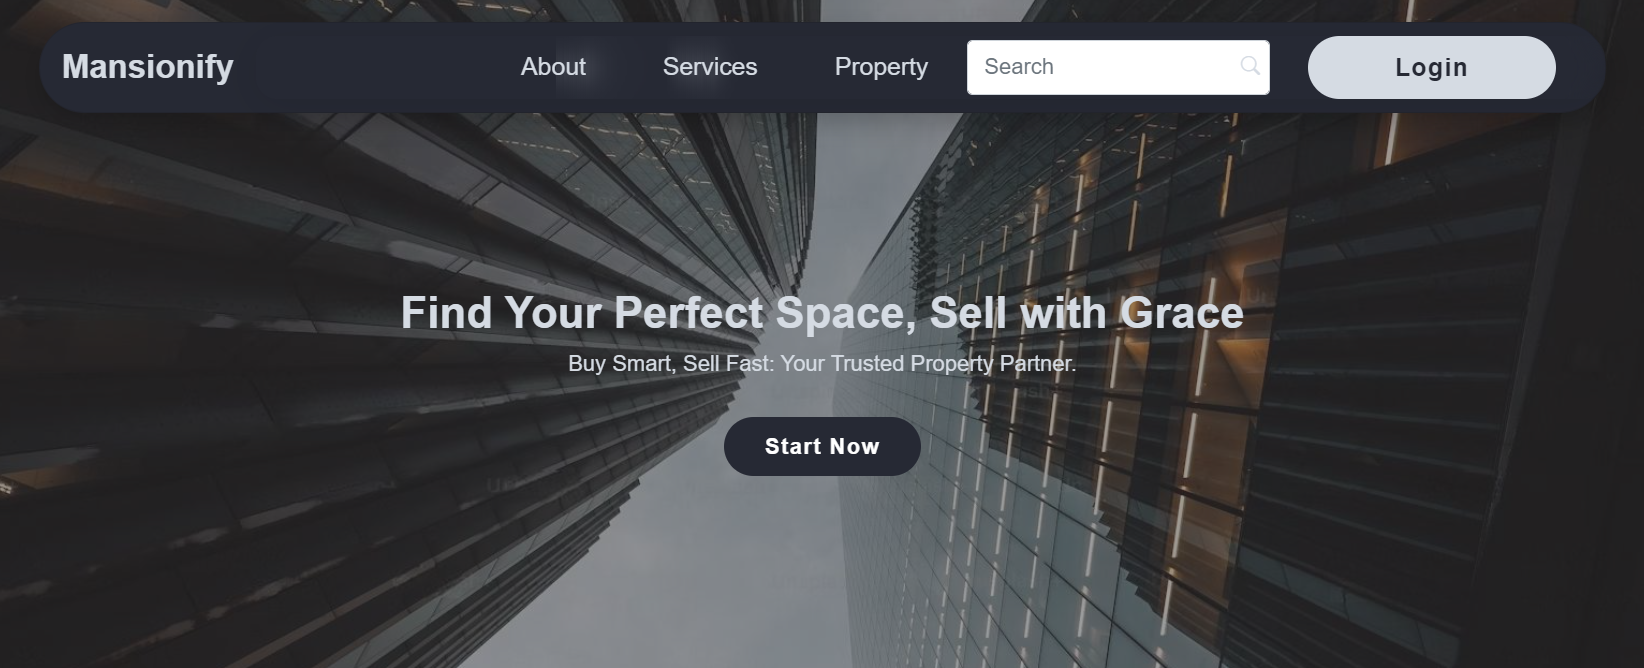 Mansionify About Services Property Search Login
Find Your Perfect Space, Sell with Grace
Buy Smart, Sell Fast: Your Trusted Property Partner.
Start Now